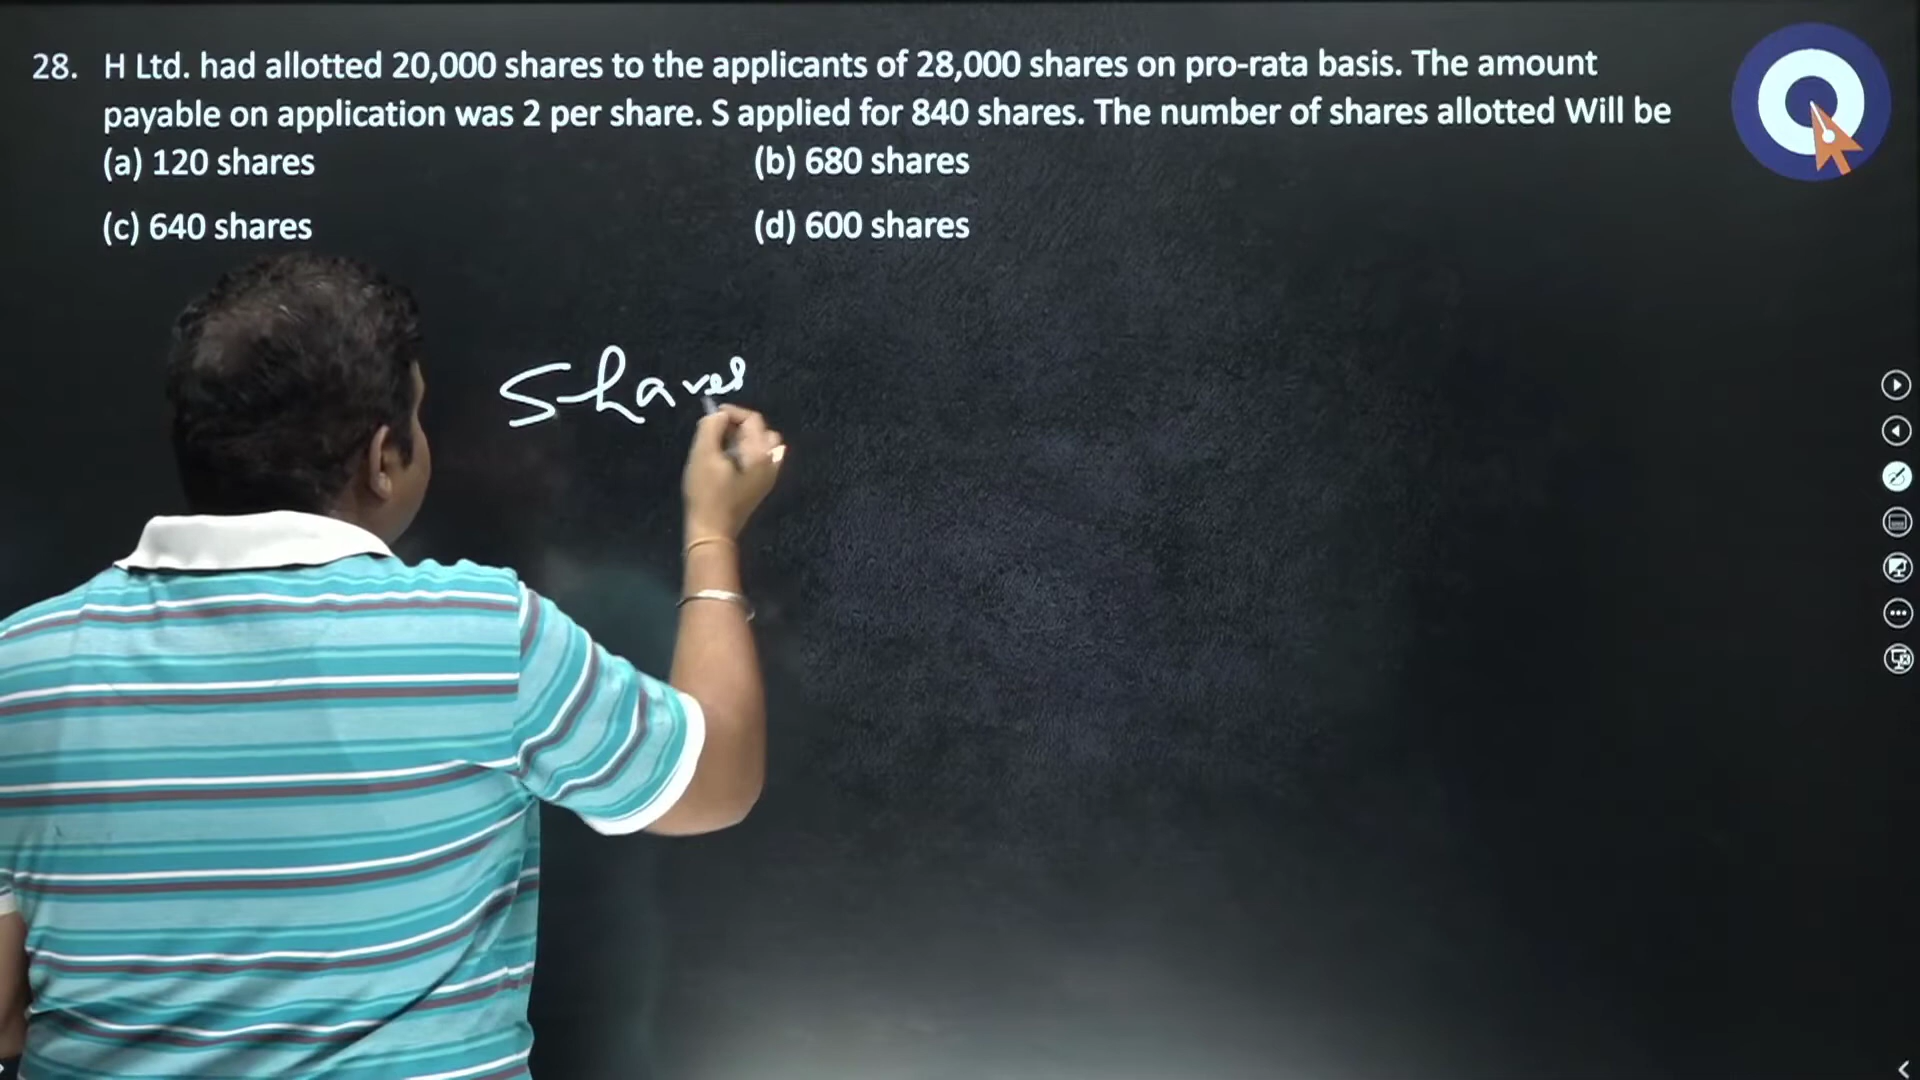 28. H Ltd. had allotted 20,000 shares to the applicants of 28,000 shares on pro-rata basis. The amount
payable on application was 2 per share. S applied for 840 shares. The number of shares allotted Will be
(a) 120 shares (b) 680 shares
(c) 640 shares (d) 600 shares
Shares